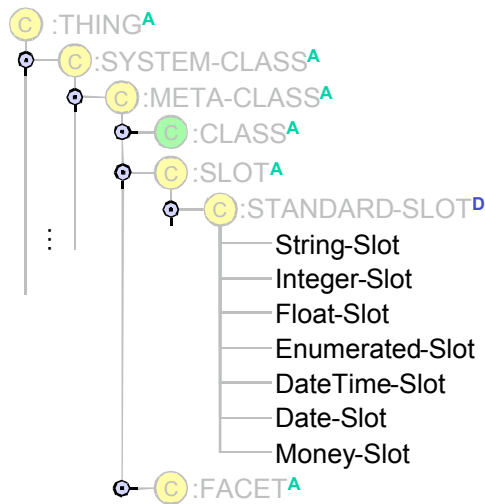 C :THING A
C :SYSTEM-CLASS A
C :META-CLASS A
C :CLASS A
C :SLOT A
C :STANDARD-SLOT D
String-Slot
Integer-Slot
Float-Slot
Enumerated-Slot
DateTime-Slot
Date-Slot
Money-Slot
C :FACET A